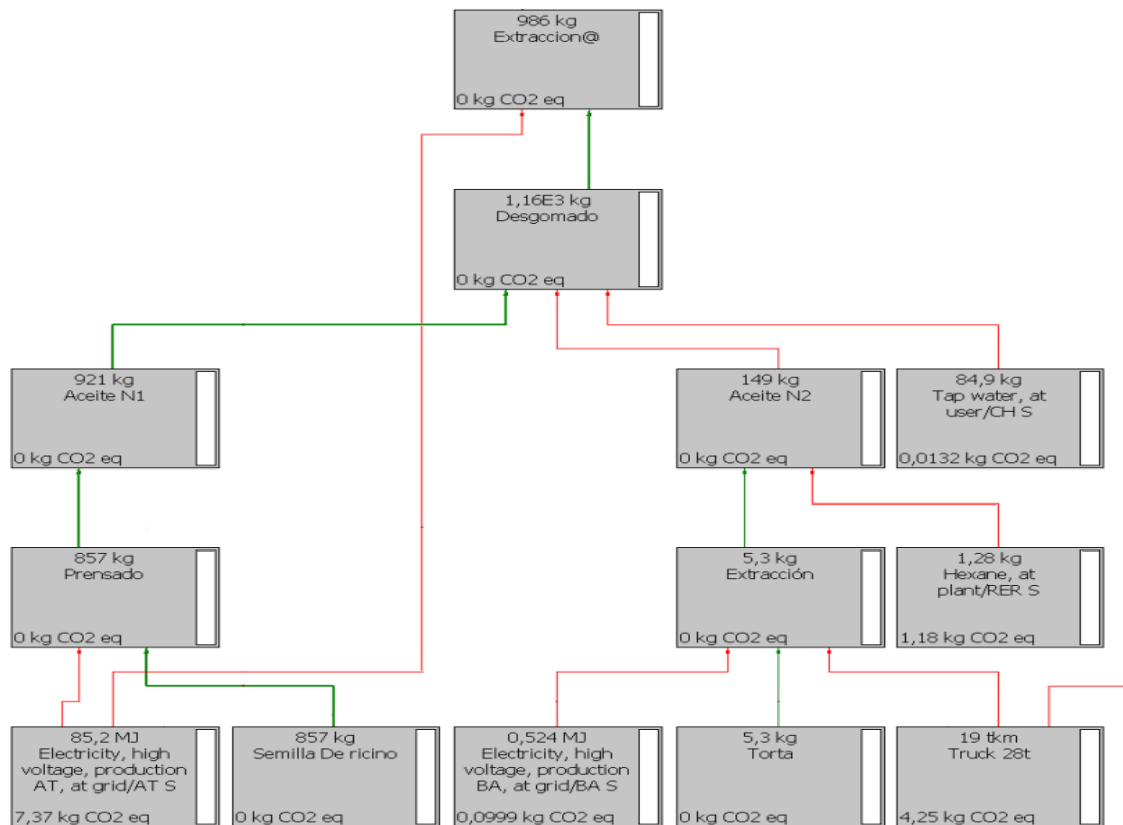 986 kg
Extraccion@
0 kg CO2 eq
1,16E3 kg
Desgomado
0 kg CO2 eq
921 kg
Aceite N1
0 kg CO2 eq
149 kg
Aceite N2
0 kg CO2 eq
84,9 kg
Tap water, at
user/CH S
0,0132 kg CO2 eq
857 kg
Prensado
0 kg CO2 eq
5,3 kg
Extracción
0 kg CO2 eq
1,28 kg
Hexane, at
plant/RER S
1,18 kg CO2 eq
85,2 MJ
Electricity, high
voltage, production
AT, at grid/AT S
7,37 kg CO2 eq
857 kg
Semilla De ricino
0 kg CO2 eq
0,524 MJ
Electricity, high
voltage, production
BA, at grid/BA S
0,0999 kg CO2 eq
5,3 kg
Torta
0 kg CO2 eq
19 tkm
Truck 28t
4,25 kg CO2 eq